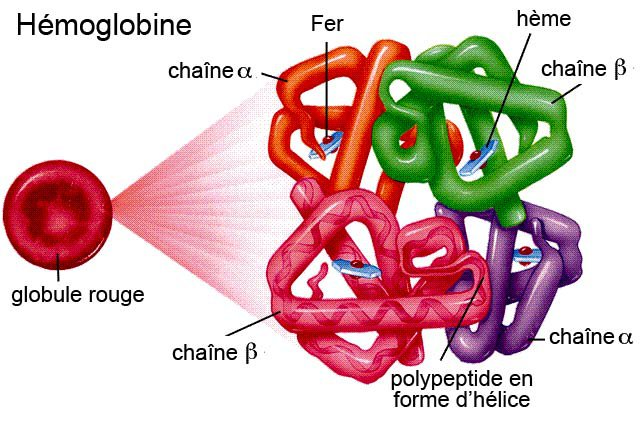 Hémoglobine
Fer
hème
chaîne α
chaîne β
globule rouge
chaîne β
chaîne α
polypeptide en
forme d'hélice